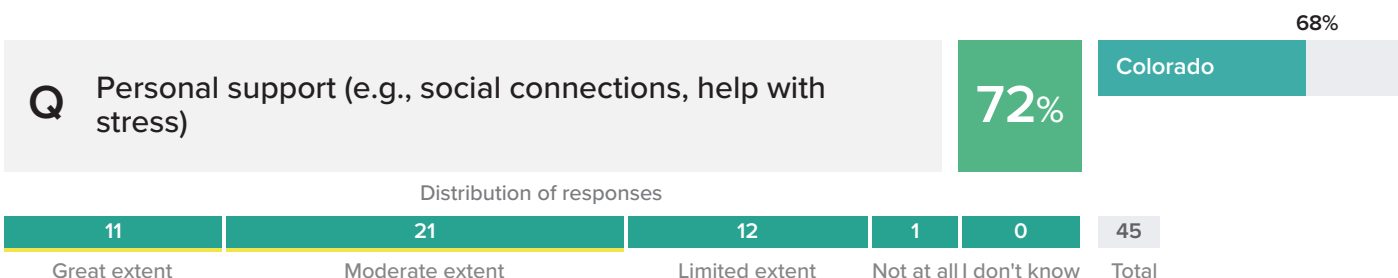 68%
Q Personal support (e.g., social connections, help with
stress)
72%
Colorado
Distribution of responses
11 21 12 1 0 45
Great extent Moderate extent Limited extent Not at all I don't know Total